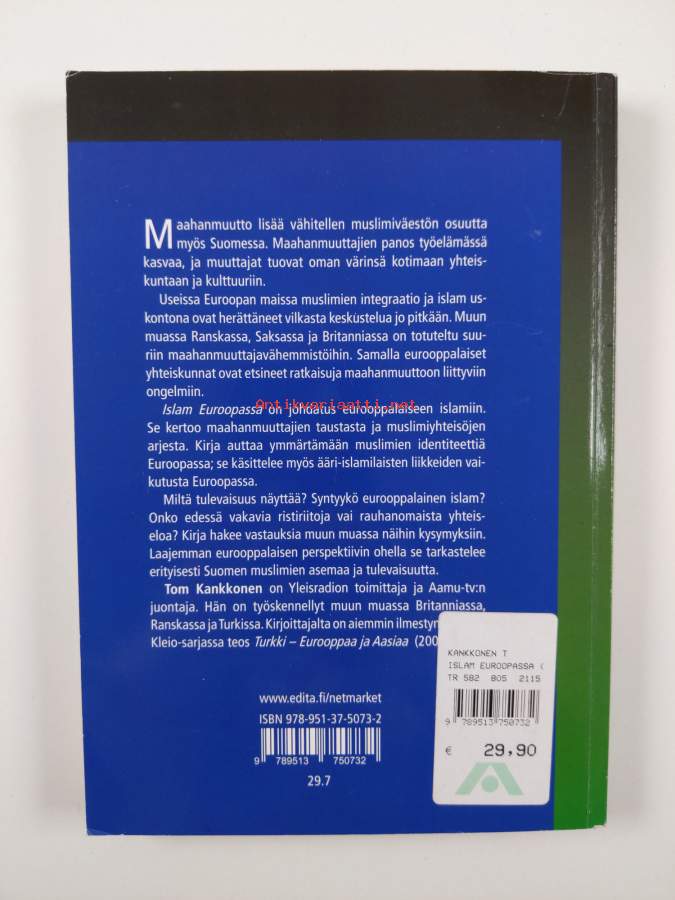 Maahanmuutto lisää vähitellen muslimiväestön osuutta
myös Suomessa. Maahanmuuttajien panos työelämässä
kasvaa, ja muuttajat tuovat oman värinsä kotimaan yhteis-
kuntaan ja kulttuuriin.
Useissa Euroopan maissa muslimien integraatio ja islam us-
kontona ovat herättäneet vilkasta keskustelua jo pitkään. Muun
muassa Ranskassa, Saksassa ja Britanniassa on totuteltu suu-
riin maahanmuuttajavähemmistöihin. Samalla eurooppalaiset
yhteiskunnat ovat etsineet ratkaisuja maahanmuuttoon liittyviin
ongelmiin.
Antikvariaatti.net
Islam Euroopassa on johdatus eurooppalaiseen islamiin.
Se kertoo maahanmuuttajien taustasta ja muslimiyhteisöjen
arjesta. Kirja auttaa ymmärtämään muslimien identiteettiä
Euroopassa; se käsittelee myös ääri-islamilaisten liikkeiden vai-
kutusta Euroopassa.
Miltä tulevaisuus näyttää? Syntyykö eurooppalainen islam?
Onko edessä vakavia ristiriitoja vai rauhanomaista yhteis-
eloa? Kirja hakee vastauksia muun muassa näihin kysymyksiin.
Laajemman eurooppalaisen perspektiivin ohella se tarkastelee
erityisesti Suomen muslimien asemaa ja tulevaisuutta.
Tom Kankkonen on Yleisradion toimittaja ja Aamu-tv:n
juontaja. Hän on työskennellyt muun muassa Britanniassa,
Ranskassa ja Turkissa. Kirjoittajalta on aiemmin
Kleio-sarjassa teos Turkki – Eurooppaa ja Aasiaa
www.edita.fi/netmarket
ISBN 978-951-37-5073-2
9 789513 750732
29.7
KANKKONEN T
ISLAM EUROOPASSA (
TR 582 805 2115
9 789513 750732
€ 29,90